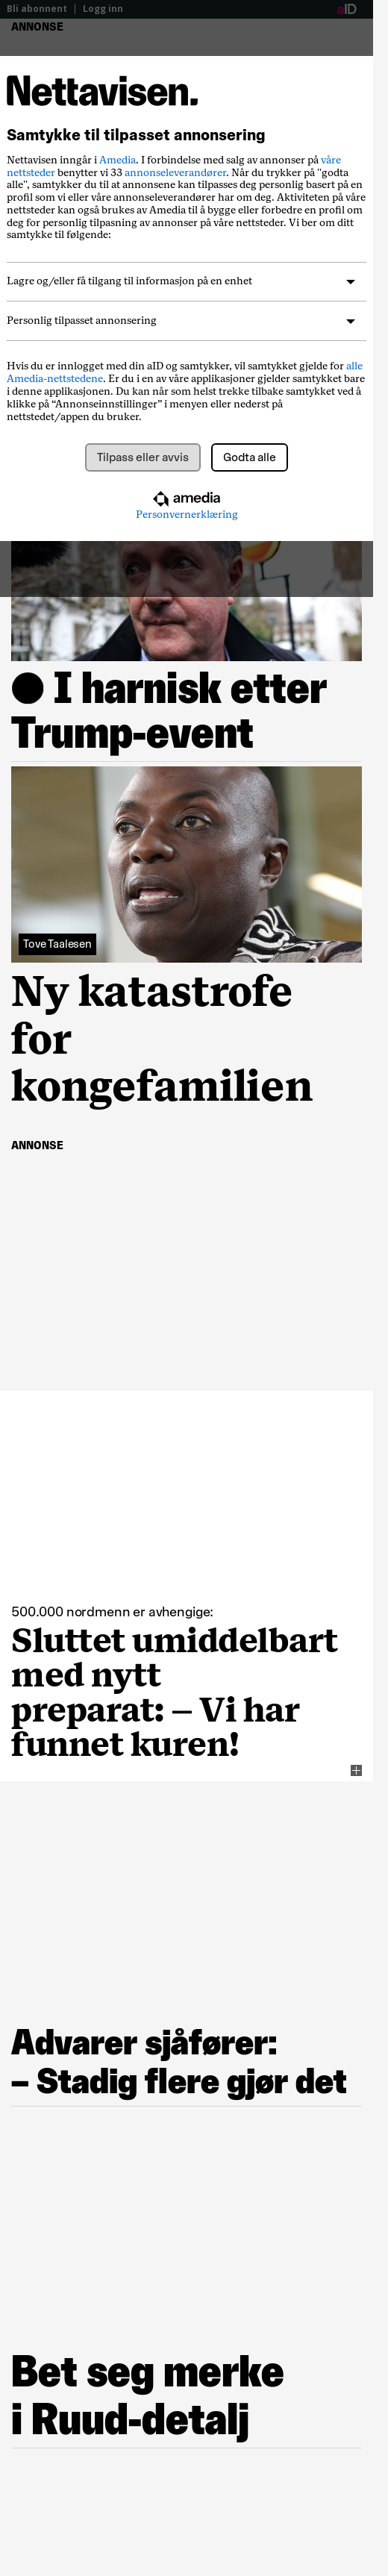 Bli abonnent | Logg inn
aID
ANNONSE
Nettavisen.
Samtykke til tilpasset annonsering
Nettavisen inngår i Amedia. I forbindelse med salg av annonser på våre
nettsteder benytter vi 33 annonseleverandører. Når du trykker på "godta
alle", samtykker du til at annonsene kan tilpasses deg personlig basert på en
profil som vi eller våre annonseleverandører har om deg. Aktiviteten på våre
nettsteder kan også brukes av Amedia til å bygge eller forbedre en profil om
deg for personlig tilpasning av annonser på våre nettsteder. Vi ber om ditt
samtykke til følgende:
Lagre og/eller få tilgang til informasjon på en enhet
Personlig tilpasset annonsering
Hvis du er innlogget med din aID og samtykker, vil samtykket gjelde for alle
Amedia-nettstedene. Er du i en av våre applikasjoner gjelder samtykket bare
i denne applikasjonen. Du kan når som helst trekke tilbake samtykket ved å
klikke på “Annonseinnstillinger” i menyen eller nederst på
nettstedet/appen du bruker.
Tilpass eller avvis
Godta alle
amedia
Personvernerklæring
● I harnisk etter
Trump-event
Tove Taalesen
Ny katastrofe
for
kongefamilien
ANNONSE
500.000 nordmenn er avhengige:
Sluttet umiddelbart
med nytt
preparat: – Vi har
funnet kuren!
Advarer sjåfører:
– Stadig flere gjør det
Bet seg merke
i Ruud-detalj